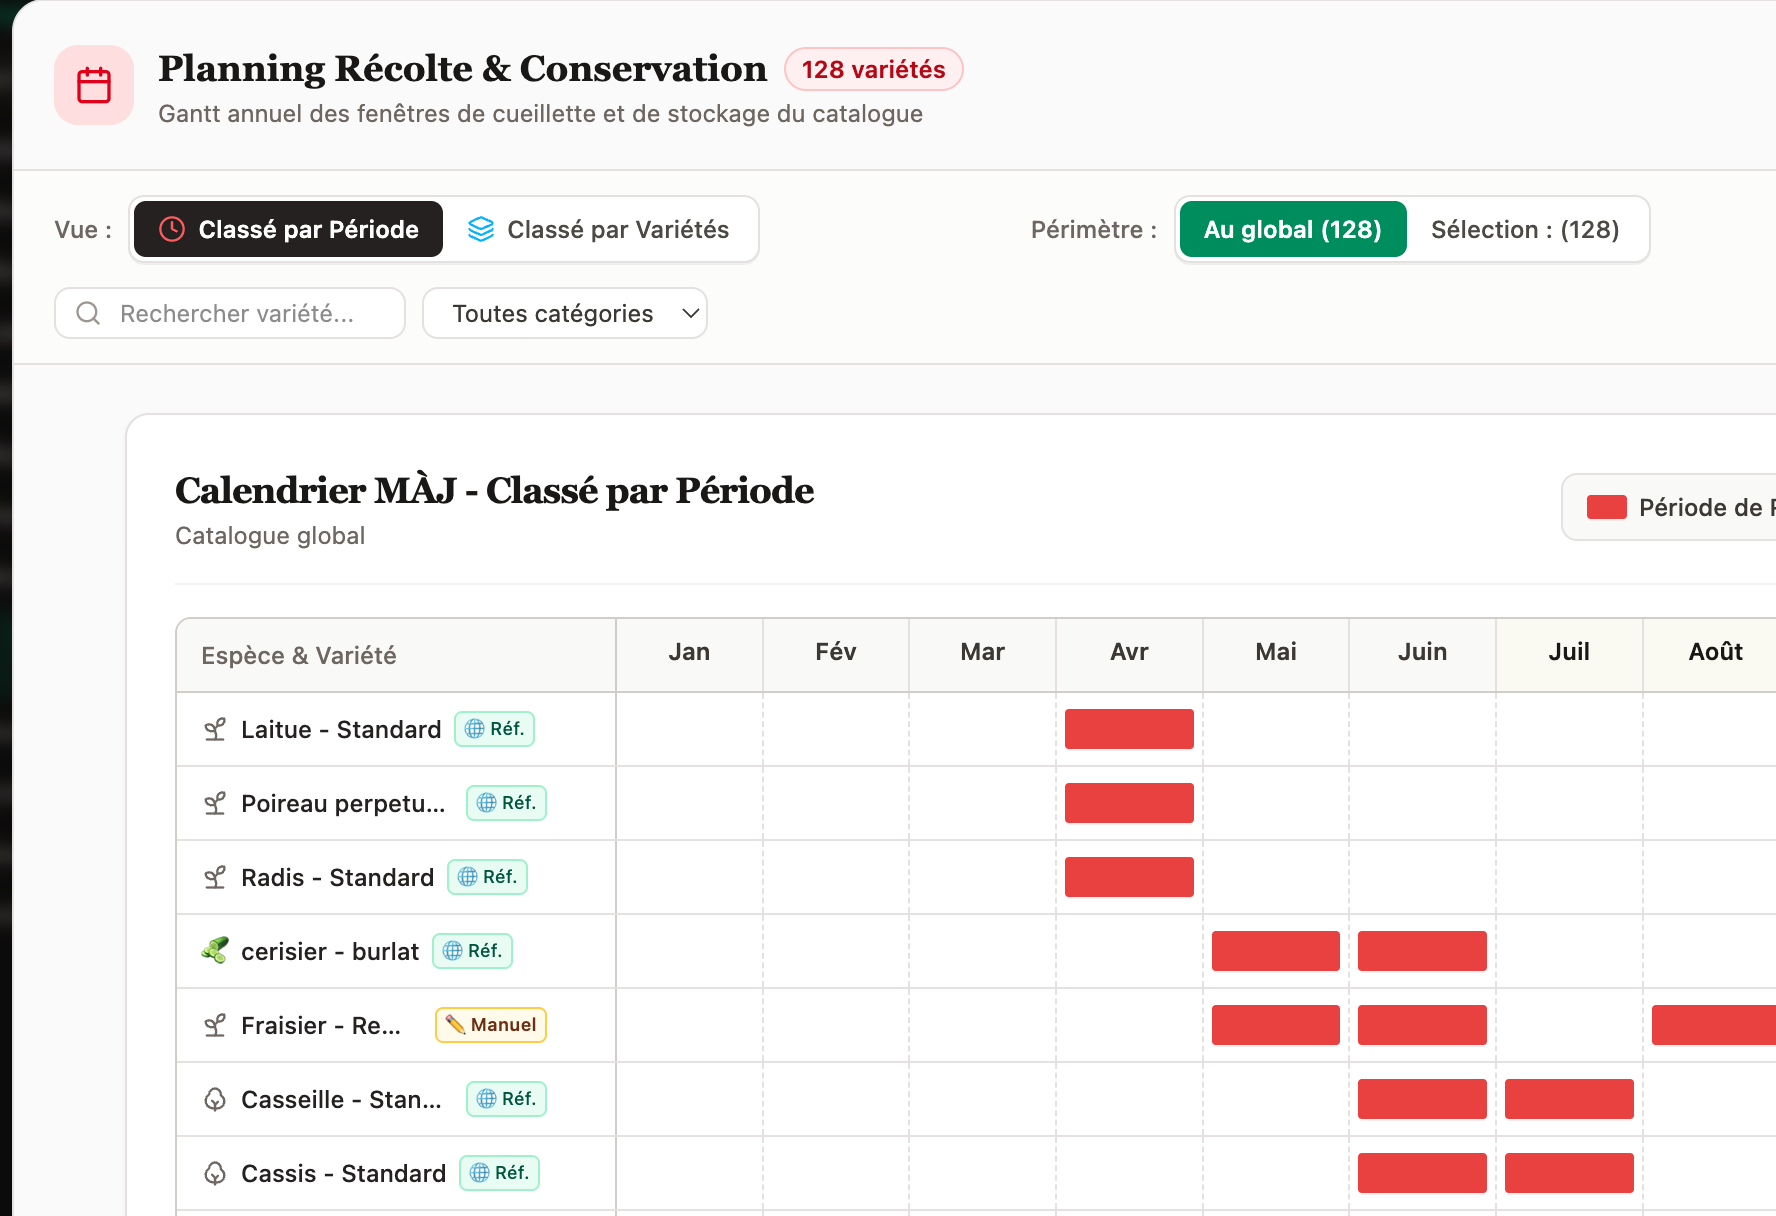 Planning Récolte & Conservation 128 variétés
Gantt annuel des fenêtres de cueillette et de stockage du catalogue
Vue : Classé par Période Classé par Variétés Périmètre : Au global (128) Sélection : (128)
Rechercher variété... Toutes catégories
Calendrier MÀJ - Classé par Période
Catalogue global
Période de
Espèce & Variété Jan Fév Mar Avr Mai Juin Juil Août
Laitue - Standard Réf.
Poireau perpetu... Réf.
Radis - Standard Réf.
cerisier - burlat Réf.
Fraisier - Re... Manuel
Casseille - Stan... Réf.
Cassis - Standard Réf.